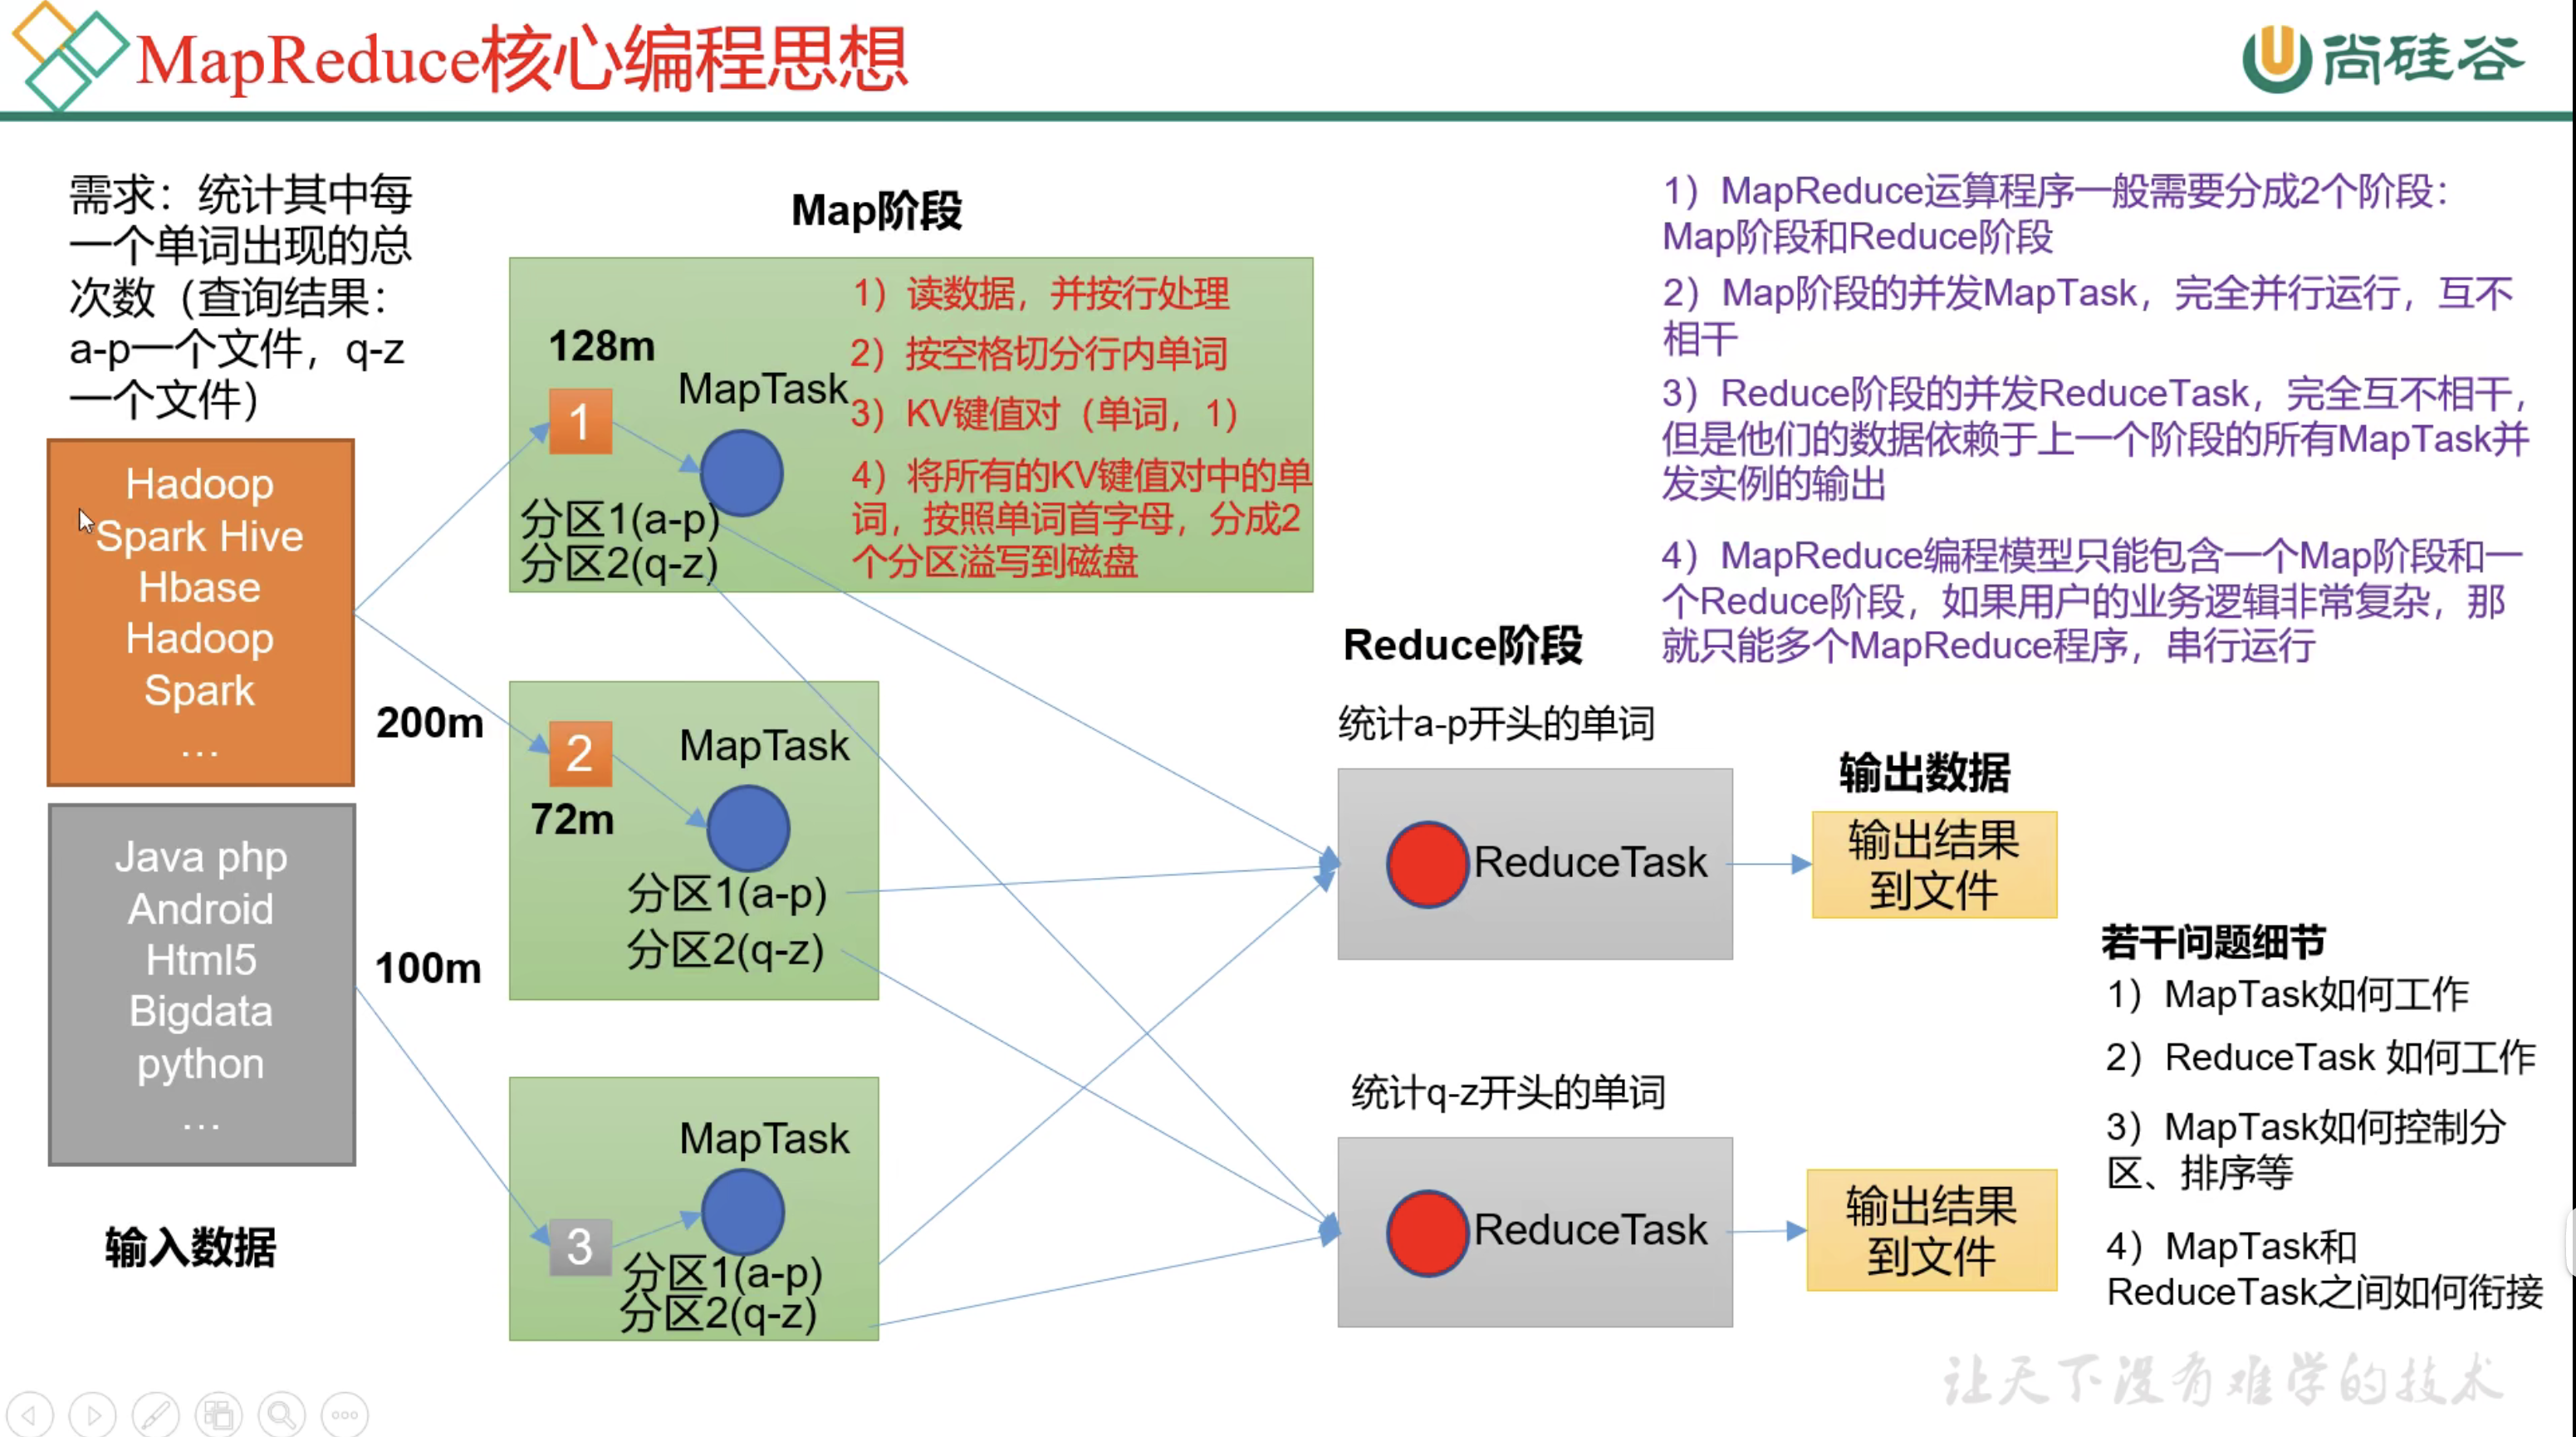 MapReduce核心编程思想
尚硅谷
需求：统计其中每
一个单词出现的总
次数（查询结果：
a-p一个文件，q-z
一个文件）
Hadoop
Spark Hive
Hbase
Hadoop
Spark
...
200m
Java php
Android
Html5
Bigdata
python
...
100m
输入数据
Map阶段
128m
1
MapTask
分区1(a-p)
分区2(q-z)
1）读数据，并按行处理
2）按空格切分行内单词
3）KV键值对（单词，1）
4）将所有的KV键值对中的单
词，按照单词首字母，分成2
个分区溢写到磁盘
2
72m
MapTask
分区1(a-p)
分区2(q-z)
MapTask
3
分区1(a-p)
分区2(q-z)
Reduce阶段
统计a-p开头的单词
ReduceTask
统计q-z开头的单词
ReduceTask
输出数据
输出结果
到文件
输出结果
到文件
1）MapReduce运算程序一般需要分成2个阶段：
Map阶段和Reduce阶段
2）Map阶段的并发MapTask，完全并行运行，互不
相干
3）Reduce阶段的并发ReduceTask，完全互不相干，
但是他们的数据依赖于上一个阶段的所有MapTask并
发实例的输出
4）MapReduce编程模型只能包含一个Map阶段和一
个Reduce阶段，如果用户的业务逻辑非常复杂，那
就只能多个MapReduce程序，串行运行
若干问题细节
1）MapTask如何工作
2）ReduceTask 如何工作
3）MapTask如何控制分
区、排序等
4）MapTask和
ReduceTask之间如何衔接
让天下没有难学的技术